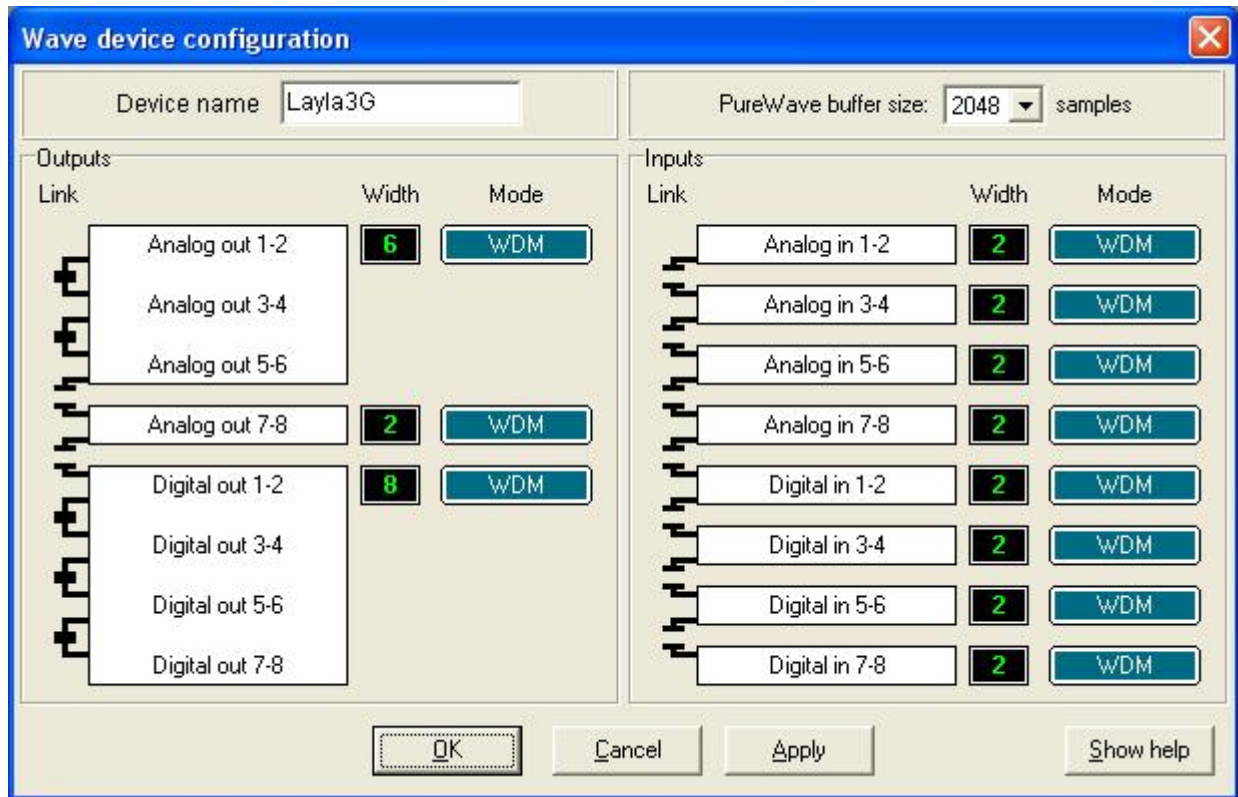 Wave device configuration
Device name Layla3G
PureWave buffer size: 2048 samples
Outputs
Link Width Mode
Analog out 1-2 6 WDM
Analog out 3-4
Analog out 5-6
Analog out 7-8 2 WDM
Digital out 1-2 8 WDM
Digital out 3-4
Digital out 5-6
Digital out 7-8
Inputs
Link Width Mode
Analog in 1-2 2 WDM
Analog in 3-4 2 WDM
Analog in 5-6 2 WDM
Analog in 7-8 2 WDM
Digital in 1-2 2 WDM
Digital in 3-4 2 WDM
Digital in 5-6 2 WDM
Digital in 7-8 2 WDM
OK Cancel Apply Show help